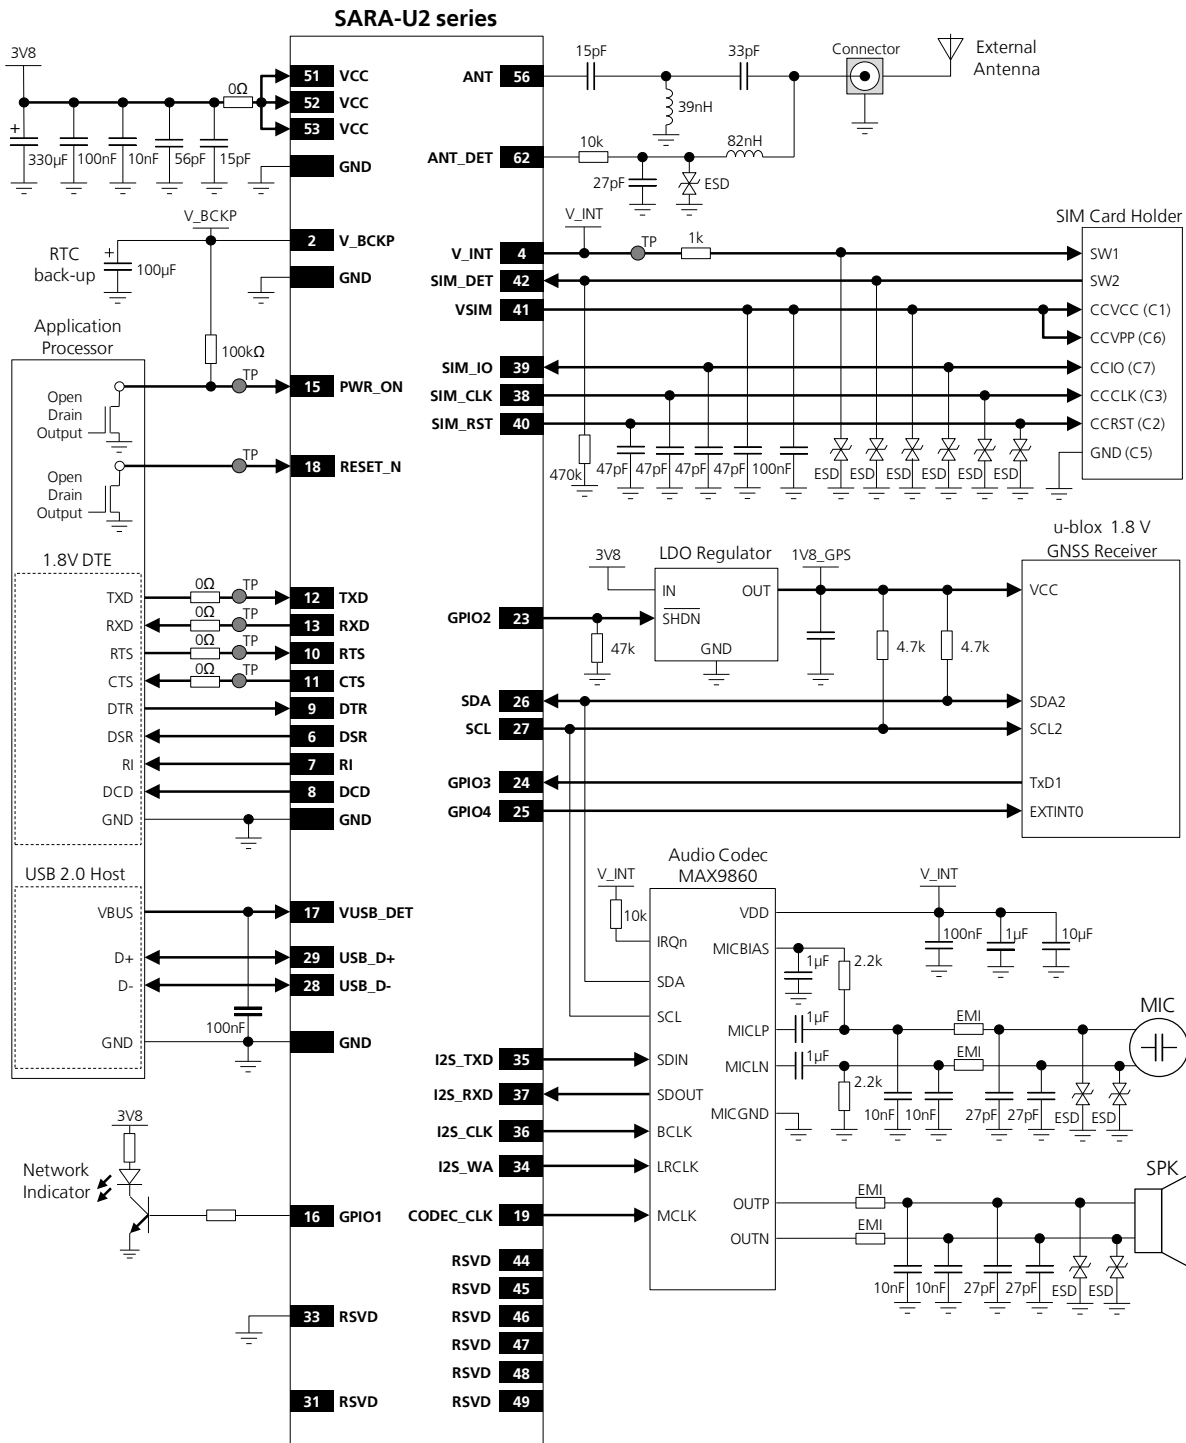 SARA-U2 series
3V8
0Ω
330µF
100nF
10nF
56pF
15pF
51 VCC
52 VCC
53 VCC
GND
V_BCKP
RTC
back-up
100µF
2 V_BCKP
GND
100kΩ
Application
Processor
Open
Drain
Output
TP
15 PWR_ON
Open
Drain
Output
TP
18 RESET_N
1.8V DTE
TXD 0Ω TP 12 TXD
RXD 0Ω TP 13 RXD
RTS 0Ω TP 10 RTS
CTS 0Ω TP 11 CTS
DTR 9 DTR
DSR 6 DSR
RI 7 RI
DCD 8 DCD
GND GND
USB 2.0 Host
VBUS 17 VUSB_DET
D+ 29 USB_D+
D- 28 USB_D-
100nF
GND GND
3V8
Network
Indicator
16 GPIO1
33 RSVD
31 RSVD
ANT 56
15pF
33pF
39nH
Connector
External
Antenna
ANT_DET 62
10k
82nH
27pF
ESD
V_INT
V_INT 4
TP
1k
SIM_DET 42
VSIM 41
SIM_IO 39
SIM_CLK 38
SIM_RST 40
470k
47pF
47pF
47pF
47pF
100nF
ESD
ESD
ESD
ESD
ESD
ESD
SIM Card Holder
SW1
SW2
CCVCC (C1)
CCVPP (C6)
CCIO (C7)
CCCLK (C3)
CCRST (C2)
GND (C5)
GPIO2 23
47k
3V8
LDO Regulator
IN
OUT
SHDN
GND
1V8_GPS
4.7k
4.7k
u-blox 1.8 V
GNSS Receiver
VCC
SDA2
SCL2
TxD1
EXTINT0
SDA 26
SCL 27
GPIO3 24
GPIO4 25
Audio Codec
MAX9860
V_INT
10k
IRQn
SDA
SCL
SDIN
SDOUT
BCLK
LRCLK
MCLK
VDD
MICBIAS
MICLP
MICLN
MICGND
OUTP
OUTN
V_INT
100nF
1µF
10µF
1µF
2.2k
1µF
1µF
2.2k
EMI
EMI
MIC
10nF
10nF
27pF
27pF
ESD
ESD
EMI
EMI
SPK
10nF
10nF
27pF
27pF
ESD
ESD
I2S_TXD 35
I2S_RXD 37
I2S_CLK 36
I2S_WA 34
CODEC_CLK 19
RSVD 44
RSVD 45
RSVD 46
RSVD 47
RSVD 48
RSVD 49